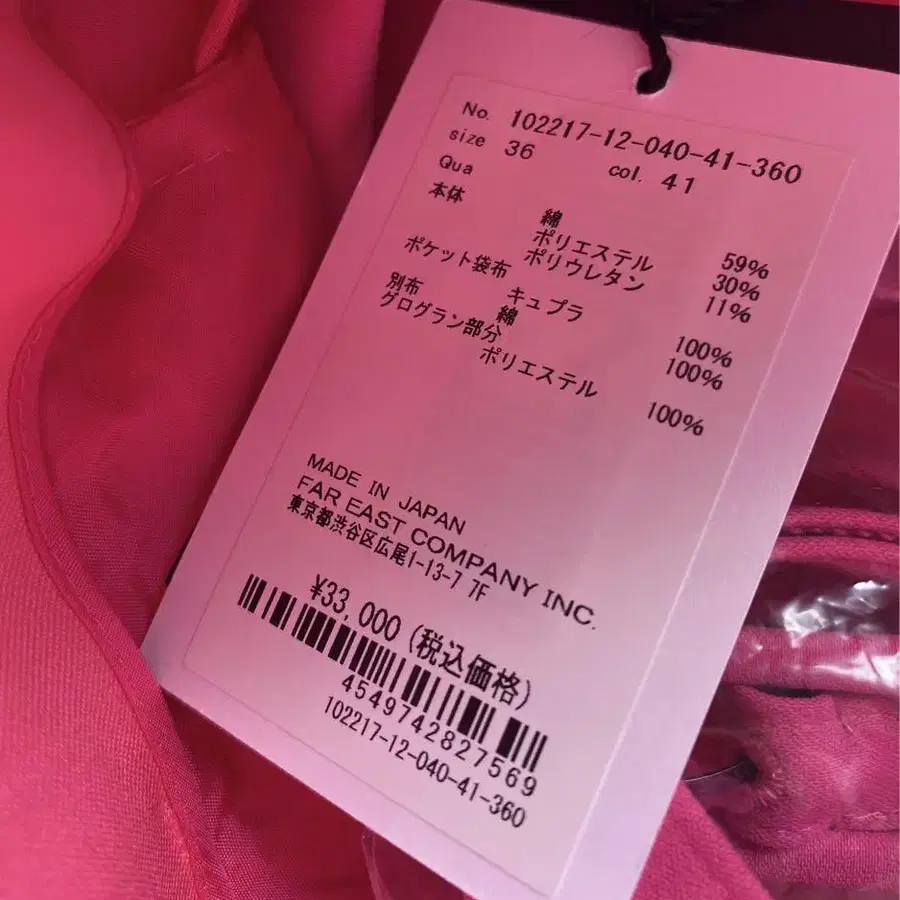 No. 102217-12-040-41-360
size 36 col. 41
Qua
本体
綿 59%
ポリエステル 30%
ポリウレタン 11%
ポケット袋布
キュプラ 100%
別布
綿 100%
グログラン部分
ポリエステル 100%
MADE IN JAPAN
FAR EAST COMPANY INC.
東京都渋谷区広尾1-13-7 7F
¥33,000(税込価格)
4549742827569
102217-12-040-41-360